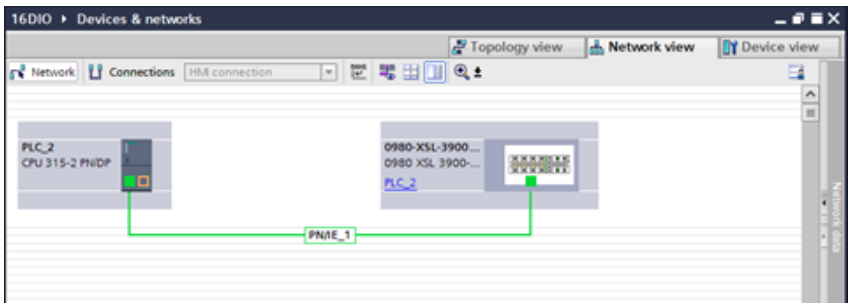 16DIO ▸ Devices & networks
Topology view
Network view
Device view
Network
Connections
HMI connection
PLC_2
CPU 315-2 PN/DP
0980-XSL-3900...
0980 XSL 3900-...
PLC_2
PN/IE_1
Network data